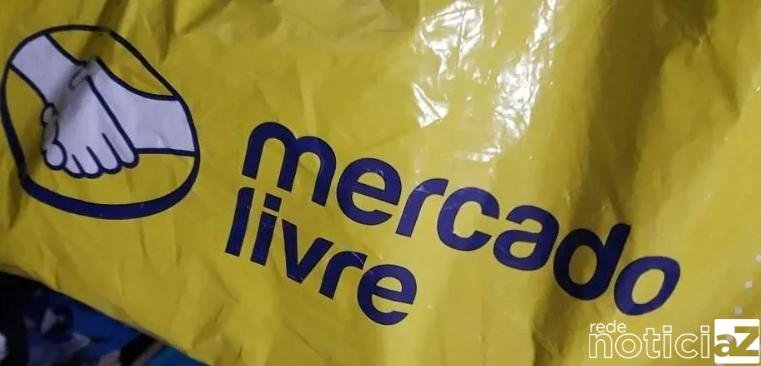 mercado
livre
rede
noticiaZ